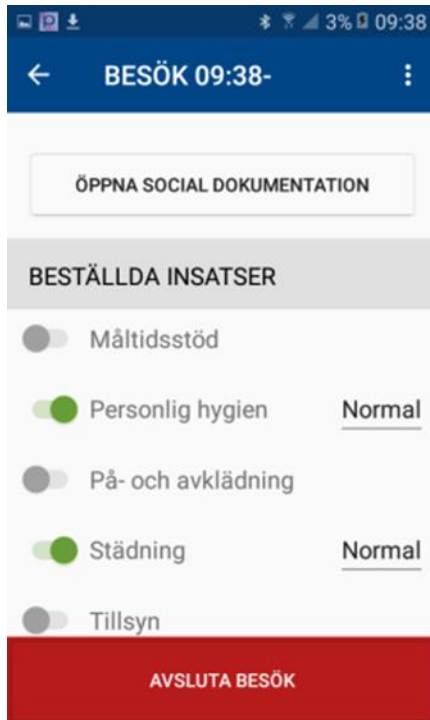 3% 09:38
BESÖK 09:38-
ÖPPNA SOCIAL DOKUMENTATION
BESTÄLLDA INSATSER
Måltidsstöd
Personlig hygien Normal
På- och avklädning
Städning Normal
Tillsyn
AVSLUTA BESÖK